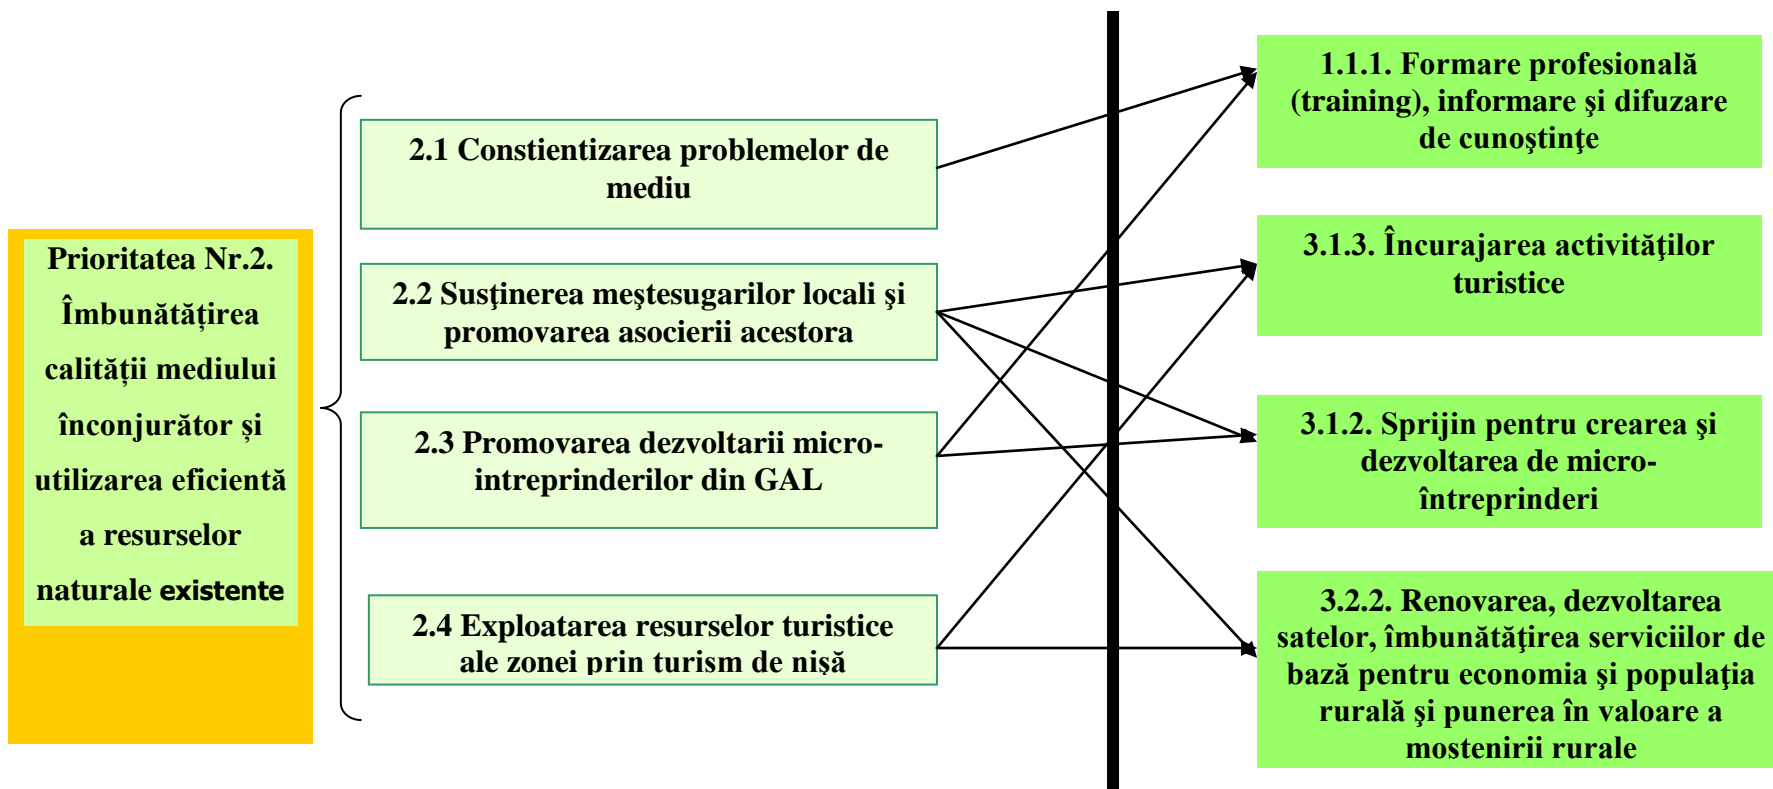 Prioritatea Nr.2.
Îmbunătățirea
calității mediului
înconjurător și
utilizarea eficientă
a resurselor
naturale existente
2.1 Constientizarea problemelor de
mediu
2.2 Susţinerea meştesugarilor locali şi
promovarea asocierii acestora
2.3 Promovarea dezvoltarii micro-
intreprinderilor din GAL
2.4 Exploatarea resurselor turistice
ale zonei prin turism de nişă
1.1.1. Formare profesională
(training), informare şi difuzare
de cunoştinţe
3.1.3. Încurajarea activităţilor
turistice
3.1.2. Sprijin pentru crearea şi
dezvoltarea de micro-
întreprinderi
3.2.2. Renovarea, dezvoltarea
satelor, îmbunătăţirea serviciilor de
bază pentru economia şi populaţia
rurală şi punerea în valoare a
mostenirii rurale